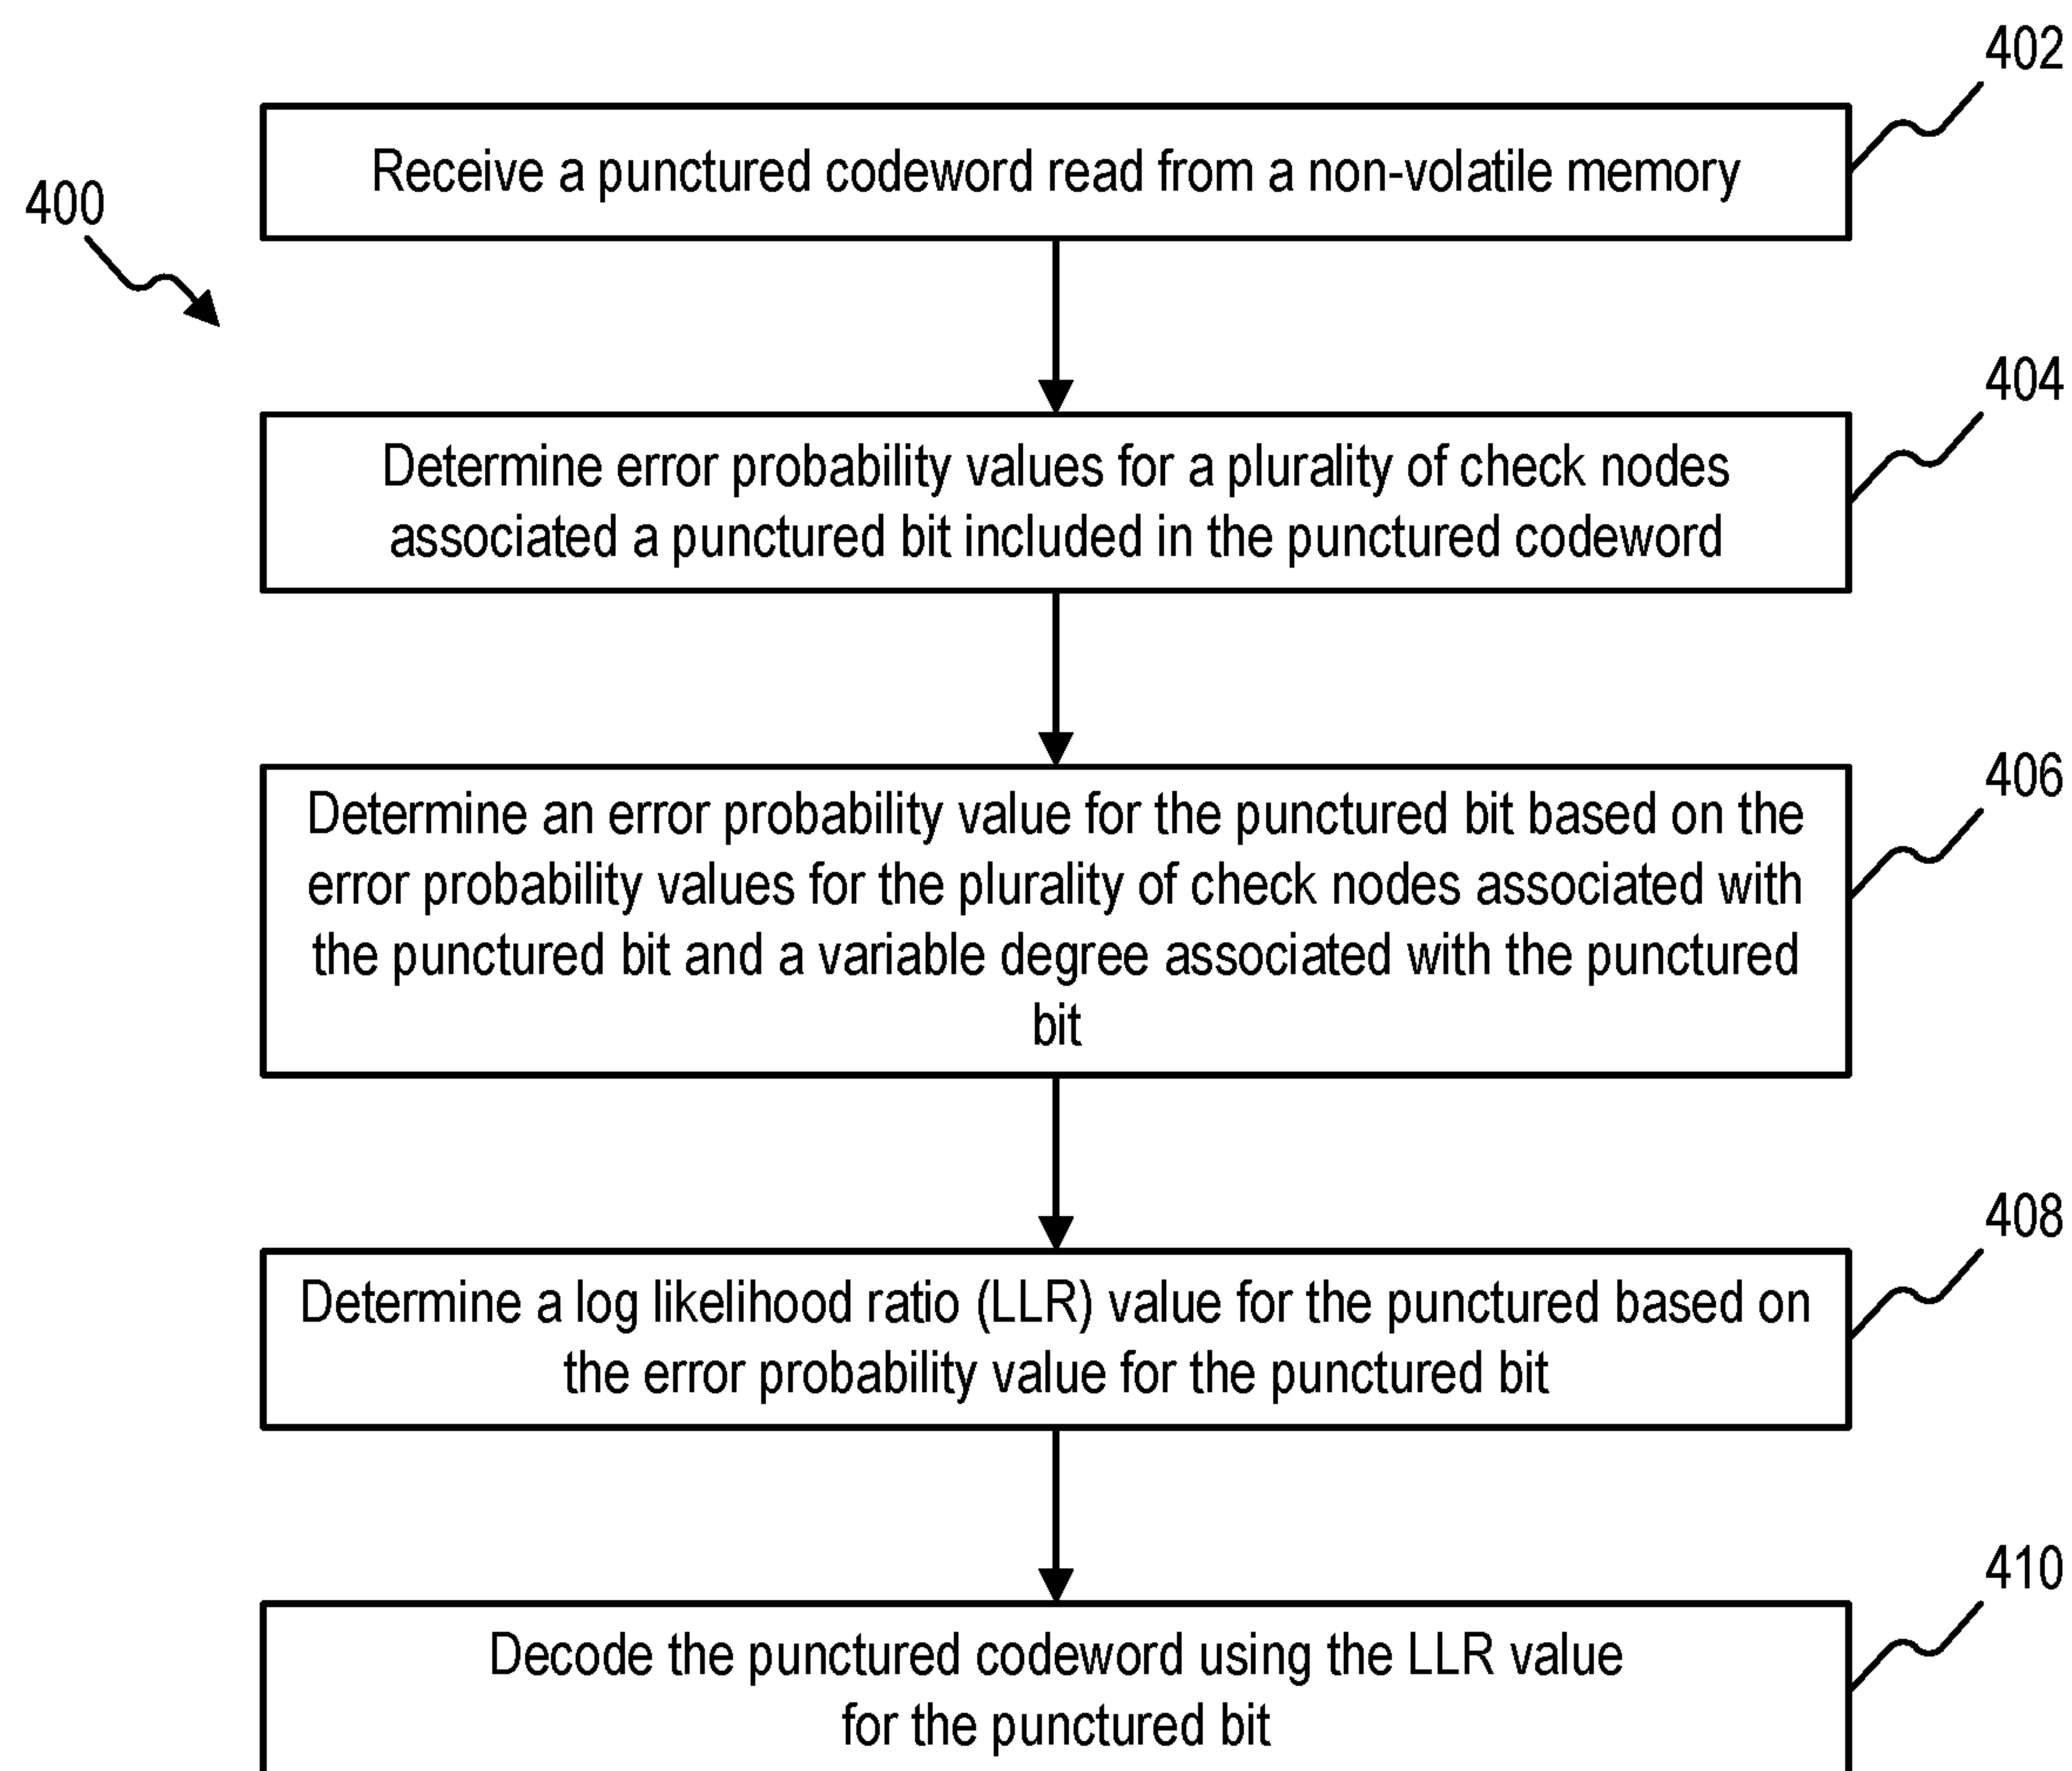 402
Receive a punctured codeword read from a non-volatile memory
400
404
Determine error probability values for a plurality of check nodes
associated a punctured bit included in the punctured codeword
406
Determine an error probability value for the punctured bit based on the
error probability values for the plurality of check nodes associated with
the punctured bit and a variable degree associated with the punctured
bit
408
Determine a log likelihood ratio (LLR) value for the punctured based on
the error probability value for the punctured bit
410
Decode the punctured codeword using the LLR value
for the punctured bit